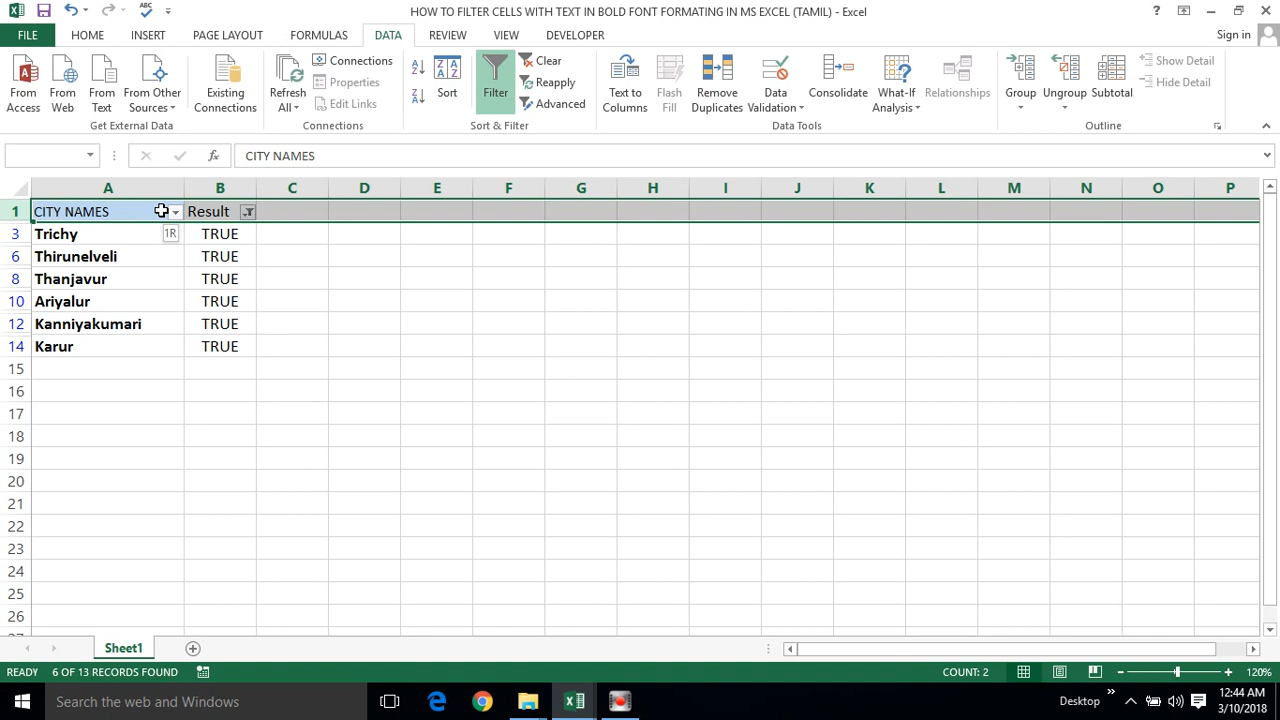 HOW TO FILTER CELLS WITH TEXT IN BOLD FONT FORMATING IN MS EXCEL (TAMIL) - Excel
FILE HOME INSERT PAGE LAYOUT FORMULAS DATA REVIEW VIEW DEVELOPER Sign in
From Access
From Web
From Text
From Other Sources
Existing Connections
Get External Data
Refresh All
Connections
Properties
Edit Links
Connections
Sort
Filter
Clear
Reapply
Advanced
Sort & Filter
Text to Columns
Flash Fill
Remove Duplicates
Data Validation
Consolidate
What-If Analysis
Relationships
Data Tools
Group
Ungroup
Subtotal
Show Detail
Hide Detail
Outline
fx CITY NAMES
A B C D E F G H I J K L M N O P
1 CITY NAMES Result
3 Trichy 1R TRUE
6 Thirunelveli TRUE
8 Thanjavur TRUE
10 Ariyalur TRUE
12 Kanniyakumari TRUE
14 Karur TRUE
15
16
17
18
19
20
21
22
23
24
25
26
27
Sheet1
READY 6 OF 13 RECORDS FOUND COUNT: 2 120%
Search the web and Windows
Desktop
12:44 AM
3/10/2018